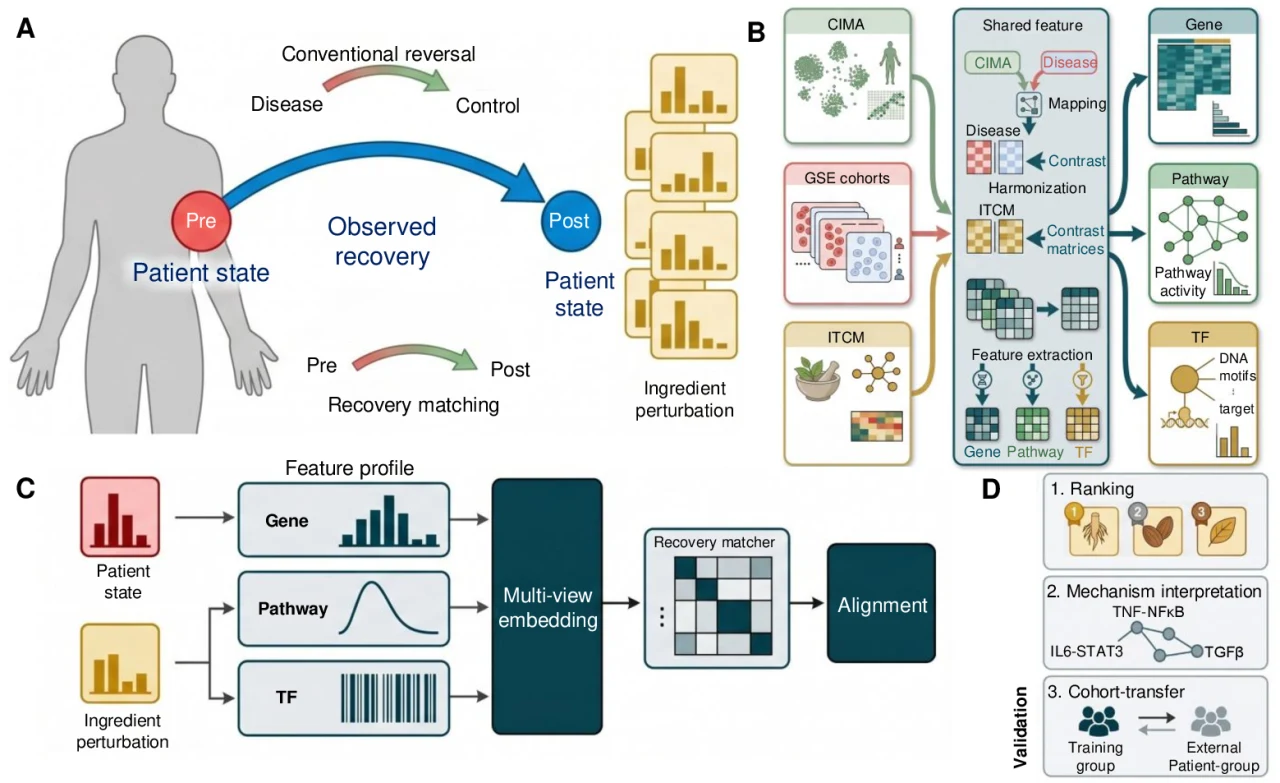 A
Conventional reversal
Disease
Control
Pre
Post
Observed
recovery
Patient state
Patient
state
Pre
Post
Recovery matching
Ingredient
perturbation
B
CIMA
GSE cohorts
ITCM
Shared feature
CIMA
Disease
Mapping
Disease
Contrast
Harmonization
ITCM
Contrast
matrices
Feature extraction
Gene
Pathway
TF
Gene
Pathway
Pathway
activity
TF
DNA
motifs
target
C
Feature profile
Patient
state
Ingredient
perturbation
Gene
Pathway
TF
Multi-view
embedding
Recovery matcher
Alignment
D
1. Ranking
1
2
3
2. Mechanism interpretation
TNF-NFκB
IL6-STAT3
TGFβ
Validation
3. Cohort-transfer
Training
group
External
Patient-group